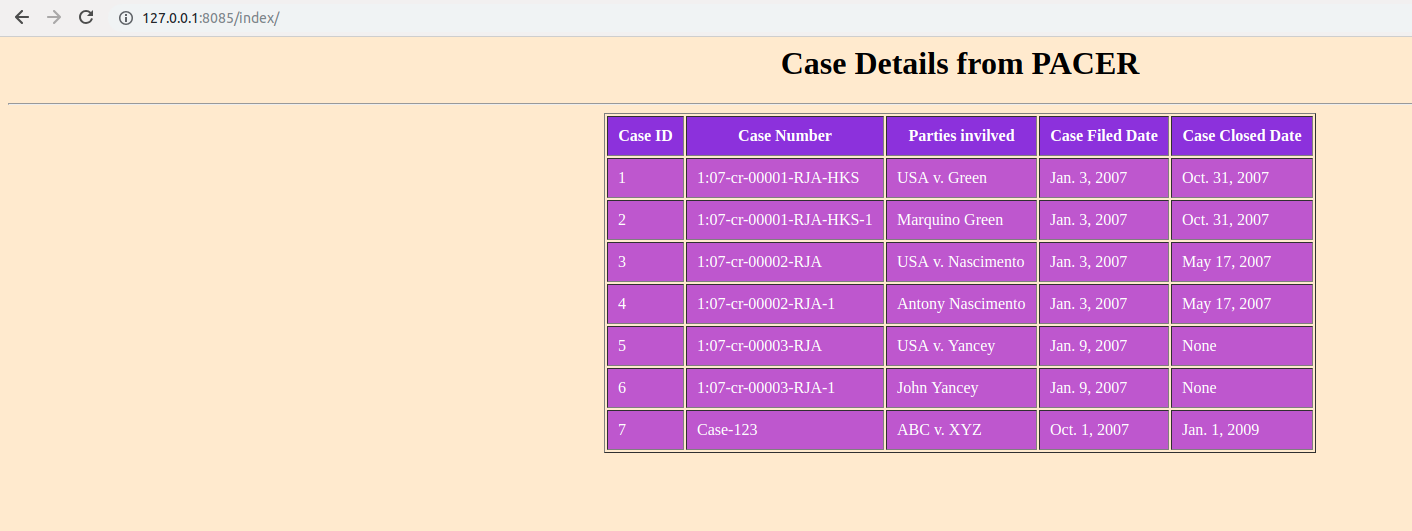 127.0.0.1:8085/index/
Case Details from PACER
Case ID Case Number Parties invilved Case Filed Date Case Closed Date
1 1:07-cr-00001-RJA-HKS USA v. Green Jan. 3, 2007 Oct. 31, 2007
2 1:07-cr-00001-RJA-HKS-1 Marquino Green Jan. 3, 2007 Oct. 31, 2007
3 1:07-cr-00002-RJA USA v. Nascimento Jan. 3, 2007 May 17, 2007
4 1:07-cr-00002-RJA-1 Antony Nascimento Jan. 3, 2007 May 17, 2007
5 1:07-cr-00003-RJA USA v. Yancey Jan. 9, 2007 None
6 1:07-cr-00003-RJA-1 John Yancey Jan. 9, 2007 None
7 Case-123 ABC v. XYZ Oct. 1, 2007 Jan. 1, 2009